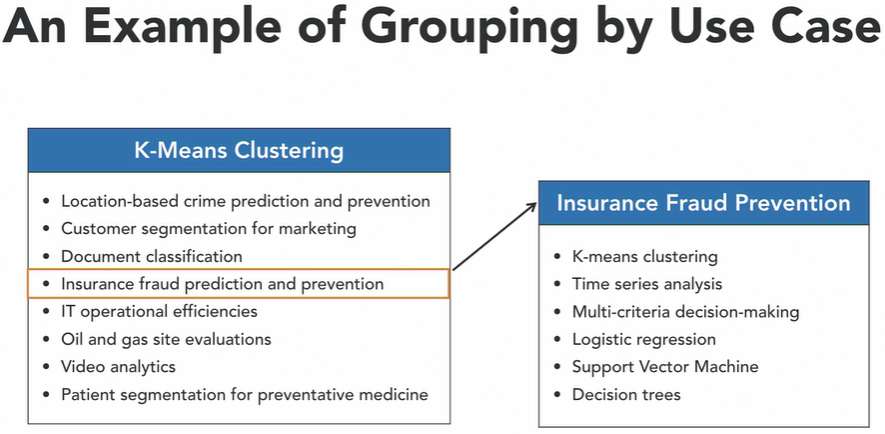 An Example of Grouping by Use Case
K-Means Clustering
• Location-based crime prediction and prevention
• Customer segmentation for marketing
• Document classification
• Insurance fraud prediction and prevention
• IT operational efficiencies
• Oil and gas site evaluations
• Video analytics
• Patient segmentation for preventative medicine
Insurance Fraud Prevention
• K-means clustering
• Time series analysis
• Multi-criteria decision-making
• Logistic regression
• Support Vector Machine
• Decision trees